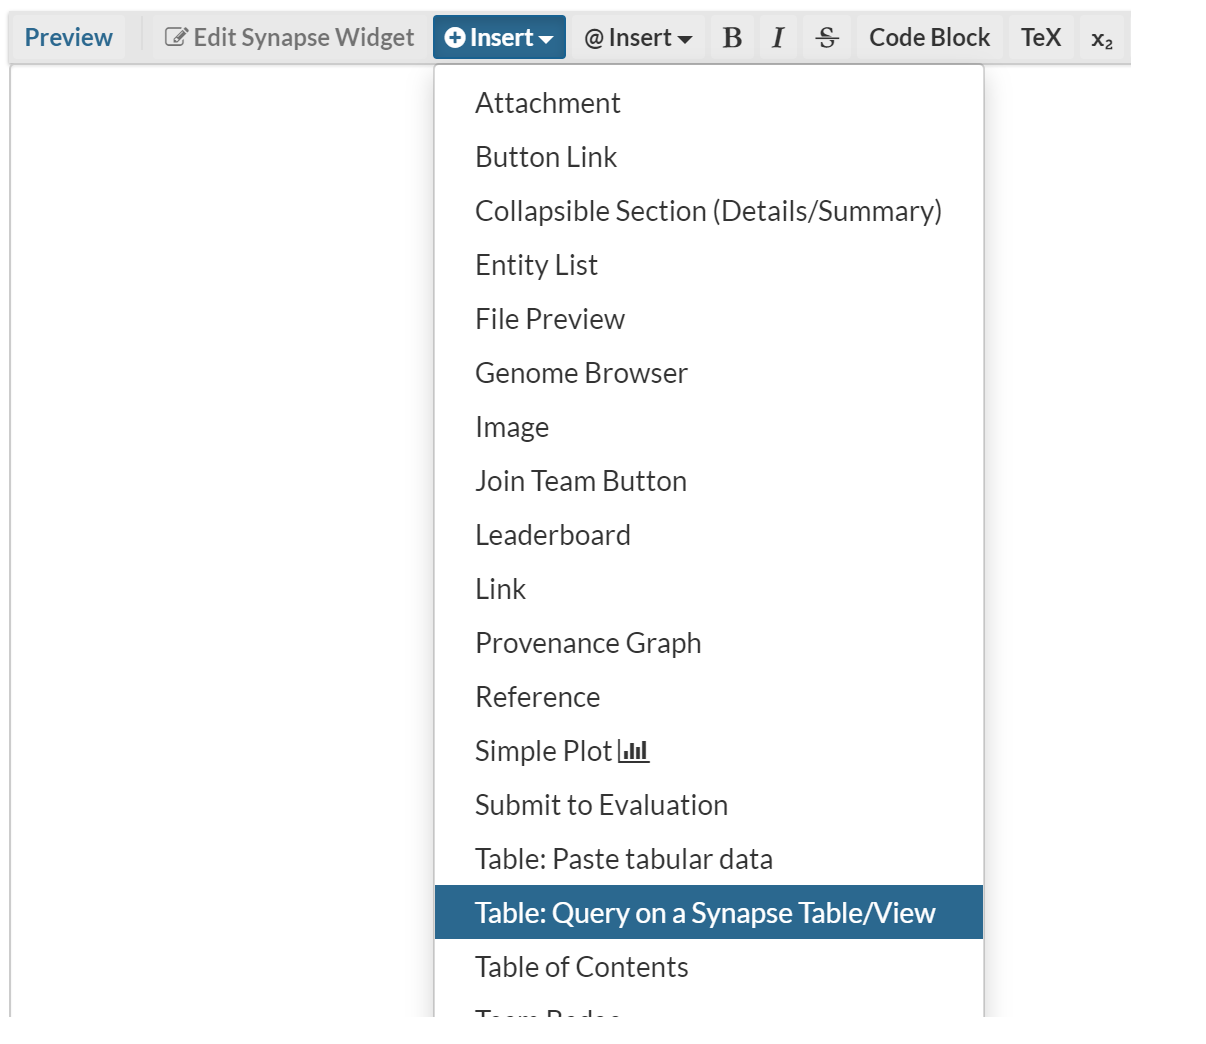 Preview Edit Synapse Widget Insert @ Insert B I S Code Block TeX x₂
Attachment
Button Link
Collapsible Section (Details/Summary)
Entity List
File Preview
Genome Browser
Image
Join Team Button
Leaderboard
Link
Provenance Graph
Reference
Simple Plot
Submit to Evaluation
Table: Paste tabular data
Table: Query on a Synapse Table/View
Table of Contents